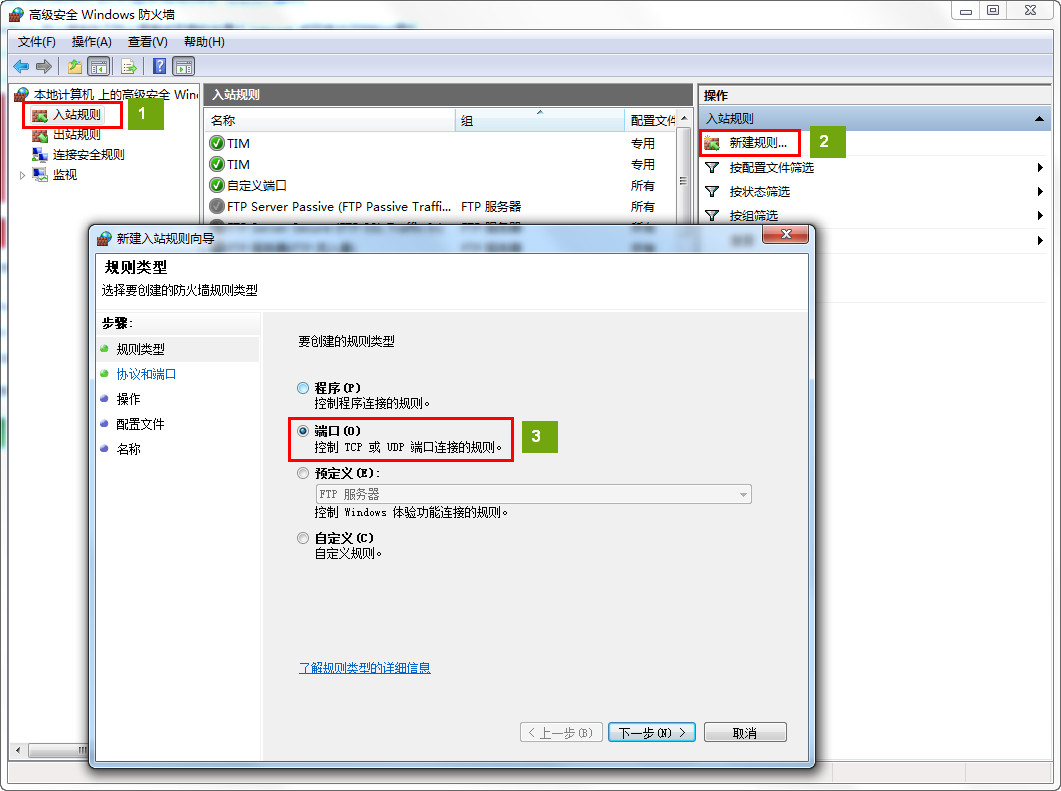 高级安全 Windows 防火墙
文件(F) 操作(A) 查看(V) 帮助(H)
本地计算机 上的高级安全 Win
入站规则
1
出站规则
连接安全规则
监视
入站规则
名称 组 配置文件
TIM 专用
TIM 专用
自定义端口 所有
FTP Server Passive (FTP Passive Traffi... FTP 服务器 所有
操作
入站规则
新建规则...
2
按配置文件筛选
按状态筛选
按组筛选
新建入站规则向导
规则类型
选择要创建的防火墙规则类型
步骤:
规则类型
协议和端口
操作
配置文件
名称
要创建的规则类型
程序(P)
控制程序连接的规则。
端口(O)
控制 TCP 或 UDP 端口连接的规则。
3
预定义(E):
FTP 服务器
控制 Windows 体验功能连接的规则。
自定义(C)
自定义规则。
了解规则类型的详细信息
< 上一步(B) 下一步(N) > 取消